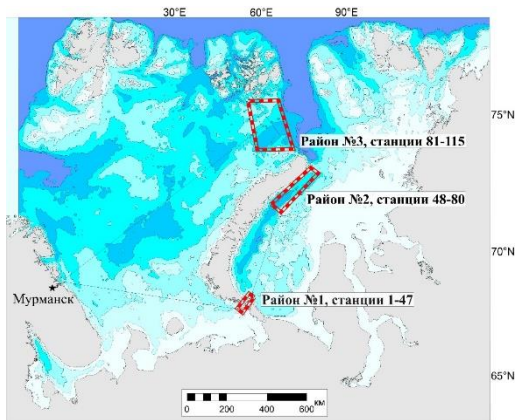 30°E 60°E 90°E
75°N
Район №3, станции 81-115
Район №2, станции 48-80
70°N
Мурманск
Район №1, станции 1-47
65°N
0 200 400 600
км